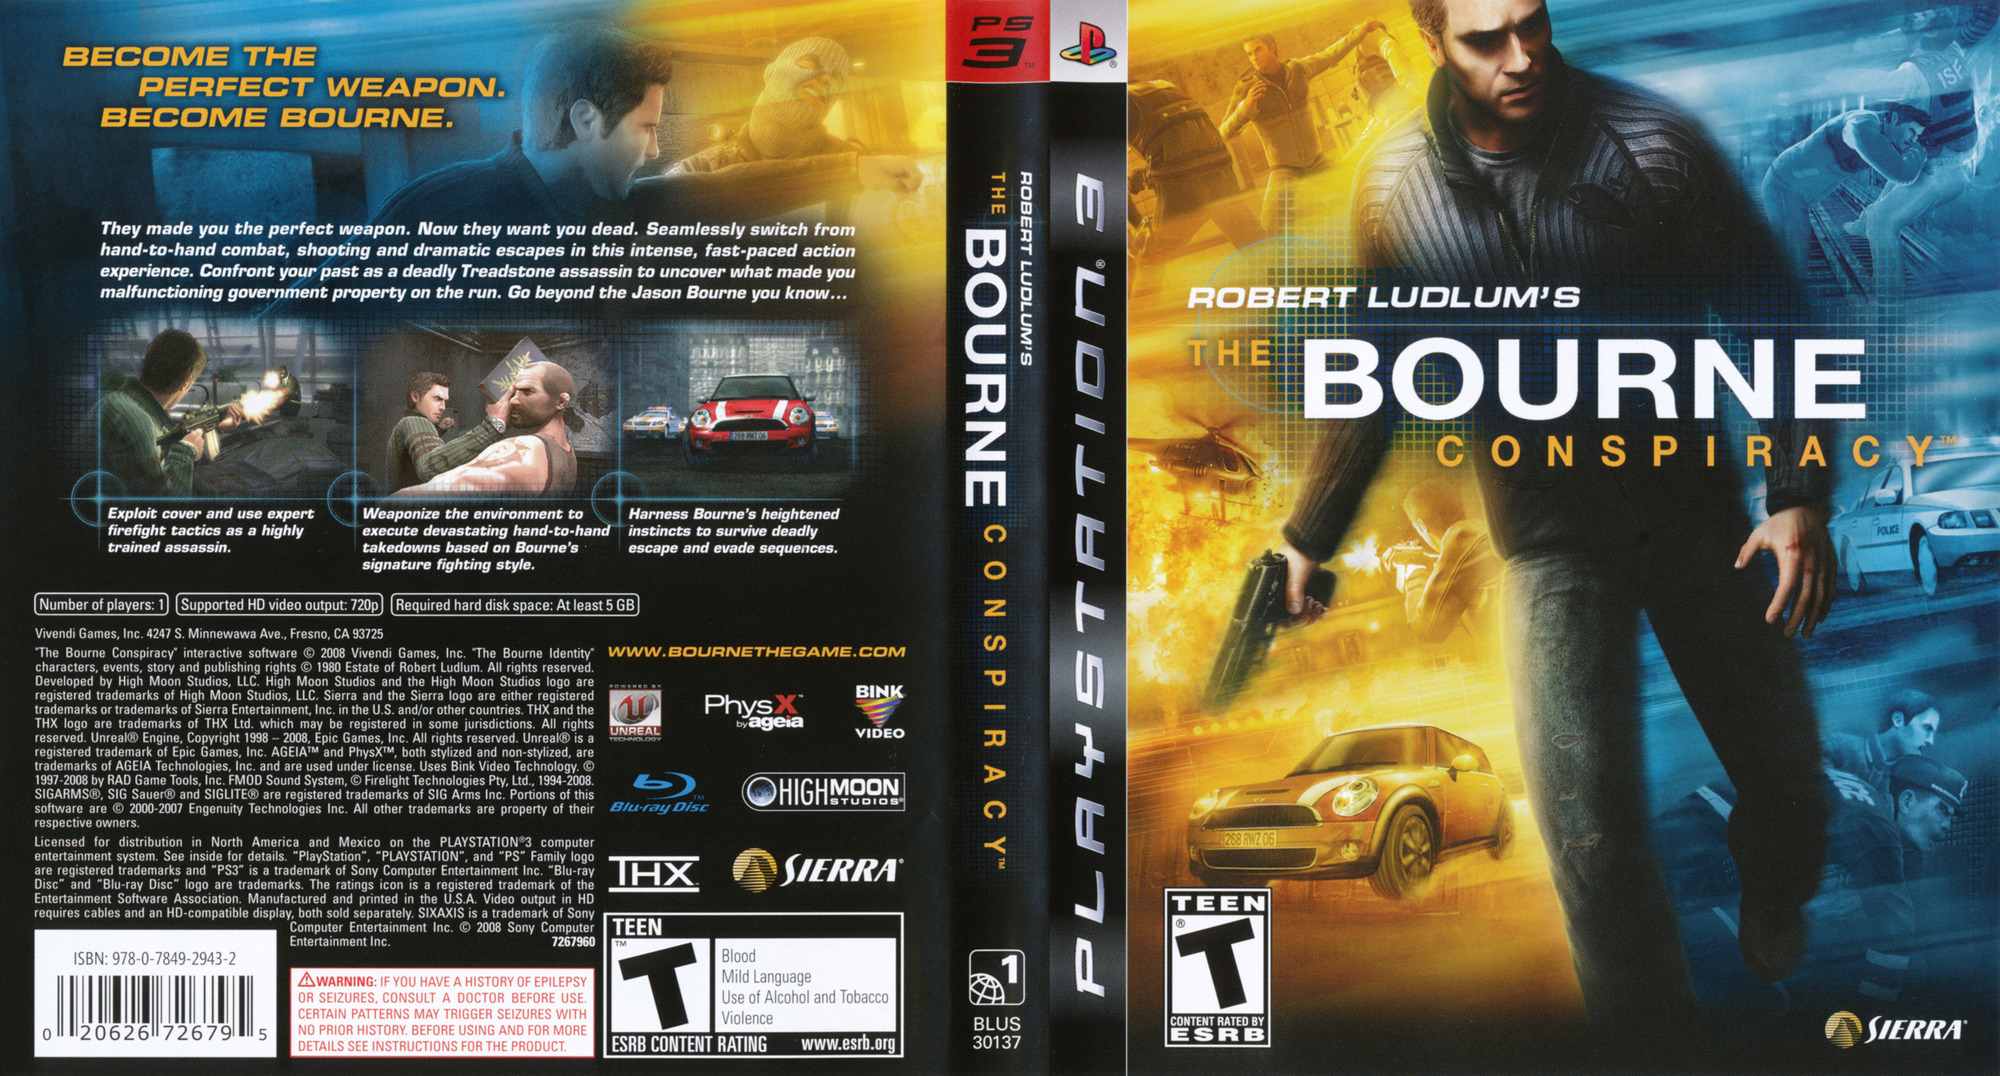 BECOME THE
PERFECT WEAPON.
BECOME BOURNE.
They made you the perfect weapon. Now they want you dead. Seamlessly switch from
hand-to-hand combat, shooting and dramatic escapes in this intense, fast-paced action
experience. Confront your past as a deadly Treadstone assassin to uncover what made you
malfunctioning government property on the run. Go beyond the Jason Bourne you know...
268 RWZ 06
Exploit cover and use expert
firefight tactics as a highly
trained assassin.
Weaponize the environment to
execute devastating hand-to-hand
takedowns based on Bourne's
signature fighting style.
Harness Bourne's heightened
instincts to survive deadly
escape and evade sequences.
Number of players: 1
Supported HD video output: 720p
Required hard disk space: At least 5 GB
Vivendi Games, Inc. 4247 S. Minnewawa Ave., Fresno, CA 93725
"The Bourne Conspiracy" interactive software © 2008 Vivendi Games, Inc. "The Bourne Identity"
characters, events, story and publishing rights © 1980 Estate of Robert Ludlum. All rights reserved.
Developed by High Moon Studios, LLC. High Moon Studios and the High Moon Studios logo are
registered trademarks of High Moon Studios, LLC. Sierra and the Sierra logo are either registered
trademarks or trademarks of Sierra Entertainment, Inc. in the U.S. and/or other countries. THX and the
THX logo are trademarks of THX Ltd. which may be registered in some jurisdictions. All rights
reserved. Unreal® Engine, Copyright 1998 – 2008, Epic Games, Inc. All rights reserved. Unreal® is a
registered trademark of Epic Games, Inc. AGEIA™ and PhysX™, both stylized and non-stylized, are
trademarks of AGEIA Technologies, Inc. and are used under license. Uses Bink Video Technology. ©
1997-2008 by RAD Game Tools, Inc. FMOD Sound System, © Firelight Technologies Pty, Ltd., 1994-2008.
SIGARMS®, SIG Sauer® and SIGLITE® are registered trademarks of SIG Arms Inc. Portions of this
software are © 2000-2007 Engenuity Technologies Inc. All other trademarks are property of their
respective owners.
Licensed for distribution in North America and Mexico on the PLAYSTATION®3 computer
entertainment system. See inside for details. "PlayStation", "PLAYSTATION", and "PS" Family logo
are registered trademarks and "PS3" is a trademark of Sony Computer Entertainment Inc. "Blu-ray
Disc" and "Blu-ray Disc" logo are trademarks. The ratings icon is a registered trademark of the
Entertainment Software Association. Manufactured and printed in the U.S.A. Video output in HD
requires cables and an HD-compatible display, both sold separately. SIXAXIS is a trademark of Sony
Computer Entertainment Inc. © 2008 Sony Computer
Entertainment Inc. 7267960
WWW.BOURNETHEGAME.COM
POWERED BY
UNREAL
TECHNOLOGY
PhysX™
by ageia
BINK
VIDEO
Blu-ray Disc™
HIGH MOON
STUDIOS®
THX
SIERRA®
ISBN: 978-0-7849-2943-2
0 20626 72679 5
WARNING: IF YOU HAVE A HISTORY OF EPILEPSY
OR SEIZURES, CONSULT A DOCTOR BEFORE USE.
CERTAIN PATTERNS MAY TRIGGER SEIZURES WITH
NO PRIOR HISTORY. BEFORE USING AND FOR MORE
DETAILS SEE INSTRUCTIONS FOR THE PRODUCT.
TEEN
T™
Blood
Mild Language
Use of Alcohol and Tobacco
Violence
ESRB CONTENT RATING www.esrb.org
PS3™
ROBERT LUDLUM'S
THE BOURNE CONSPIRACY™
1
BLUS
30137
PLAYSTATION®3
ISF
ROBERT LUDLUM'S
THE BOURNE
CONSPIRACY™
POLICE
268 RWZ 06
TEEN
T®
CONTENT RATED BY
ESRB
SIERRA®